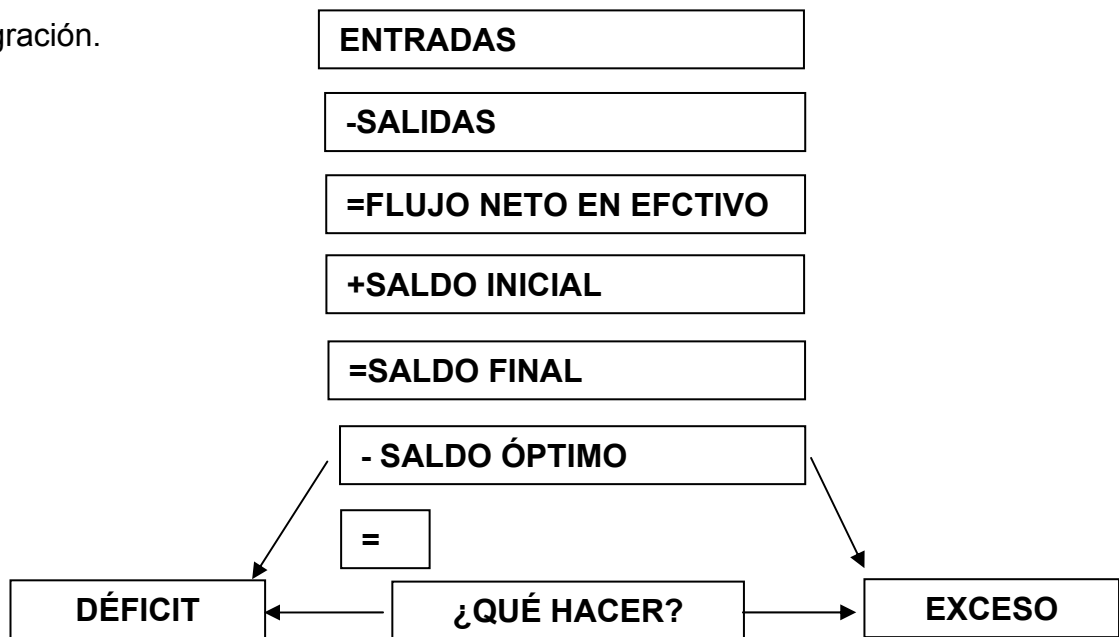 gración.
ENTRADAS
-SALIDAS
=FLUJO NETO EN EFCTIVO
+SALDO INICIAL
=SALDO FINAL
- SALDO ÓPTIMO
=
DÉFICIT
¿QUÉ HACER?
EXCESO